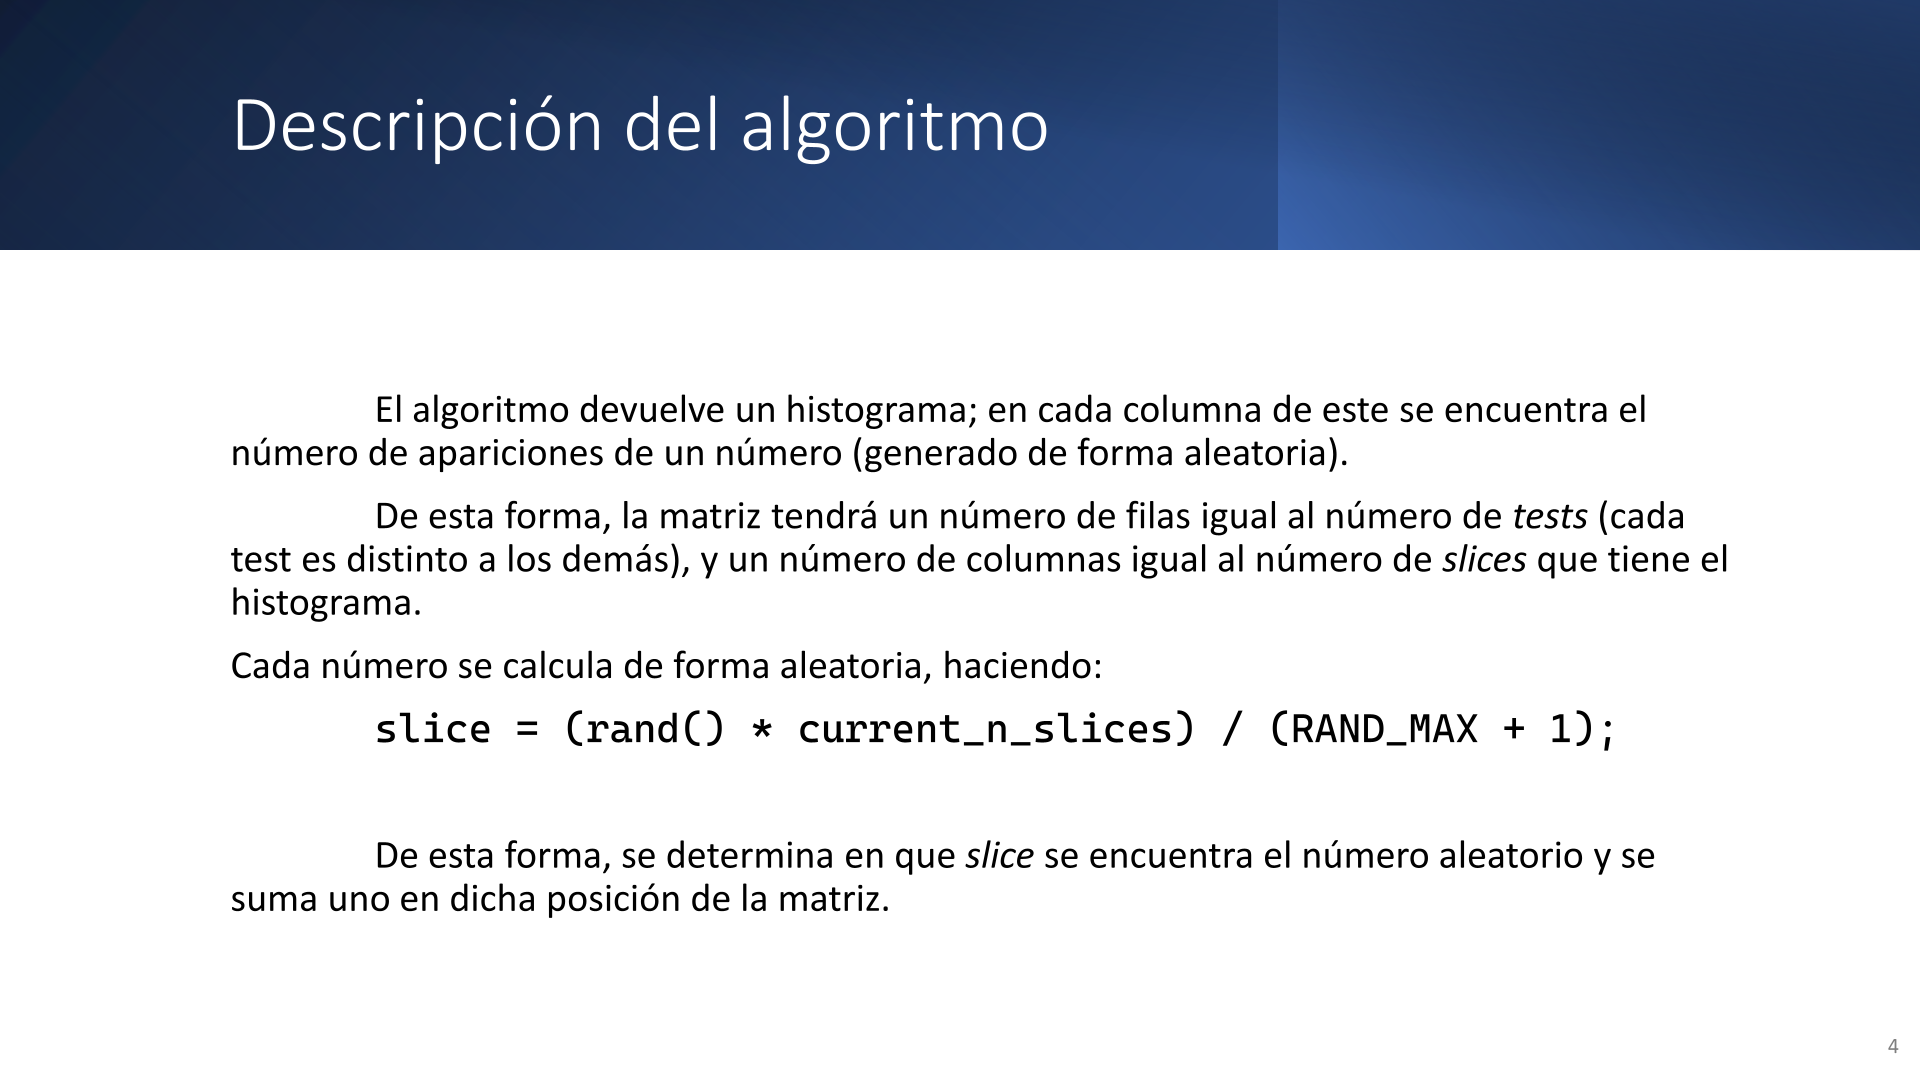 Descripción del algoritmo
El algoritmo devuelve un histograma; en cada columna de este se encuentra el
número de apariciones de un número (generado de forma aleatoria).
De esta forma, la matriz tendrá un número de filas igual al número de tests (cada
test es distinto a los demás), y un número de columnas igual al número de slices que tiene el
histograma.
Cada número se calcula de forma aleatoria, haciendo:
slice = (rand() * current_n_slices) / (RAND_MAX + 1);
De esta forma, se determina en que slice se encuentra el número aleatorio y se
suma uno en dicha posición de la matriz.
4